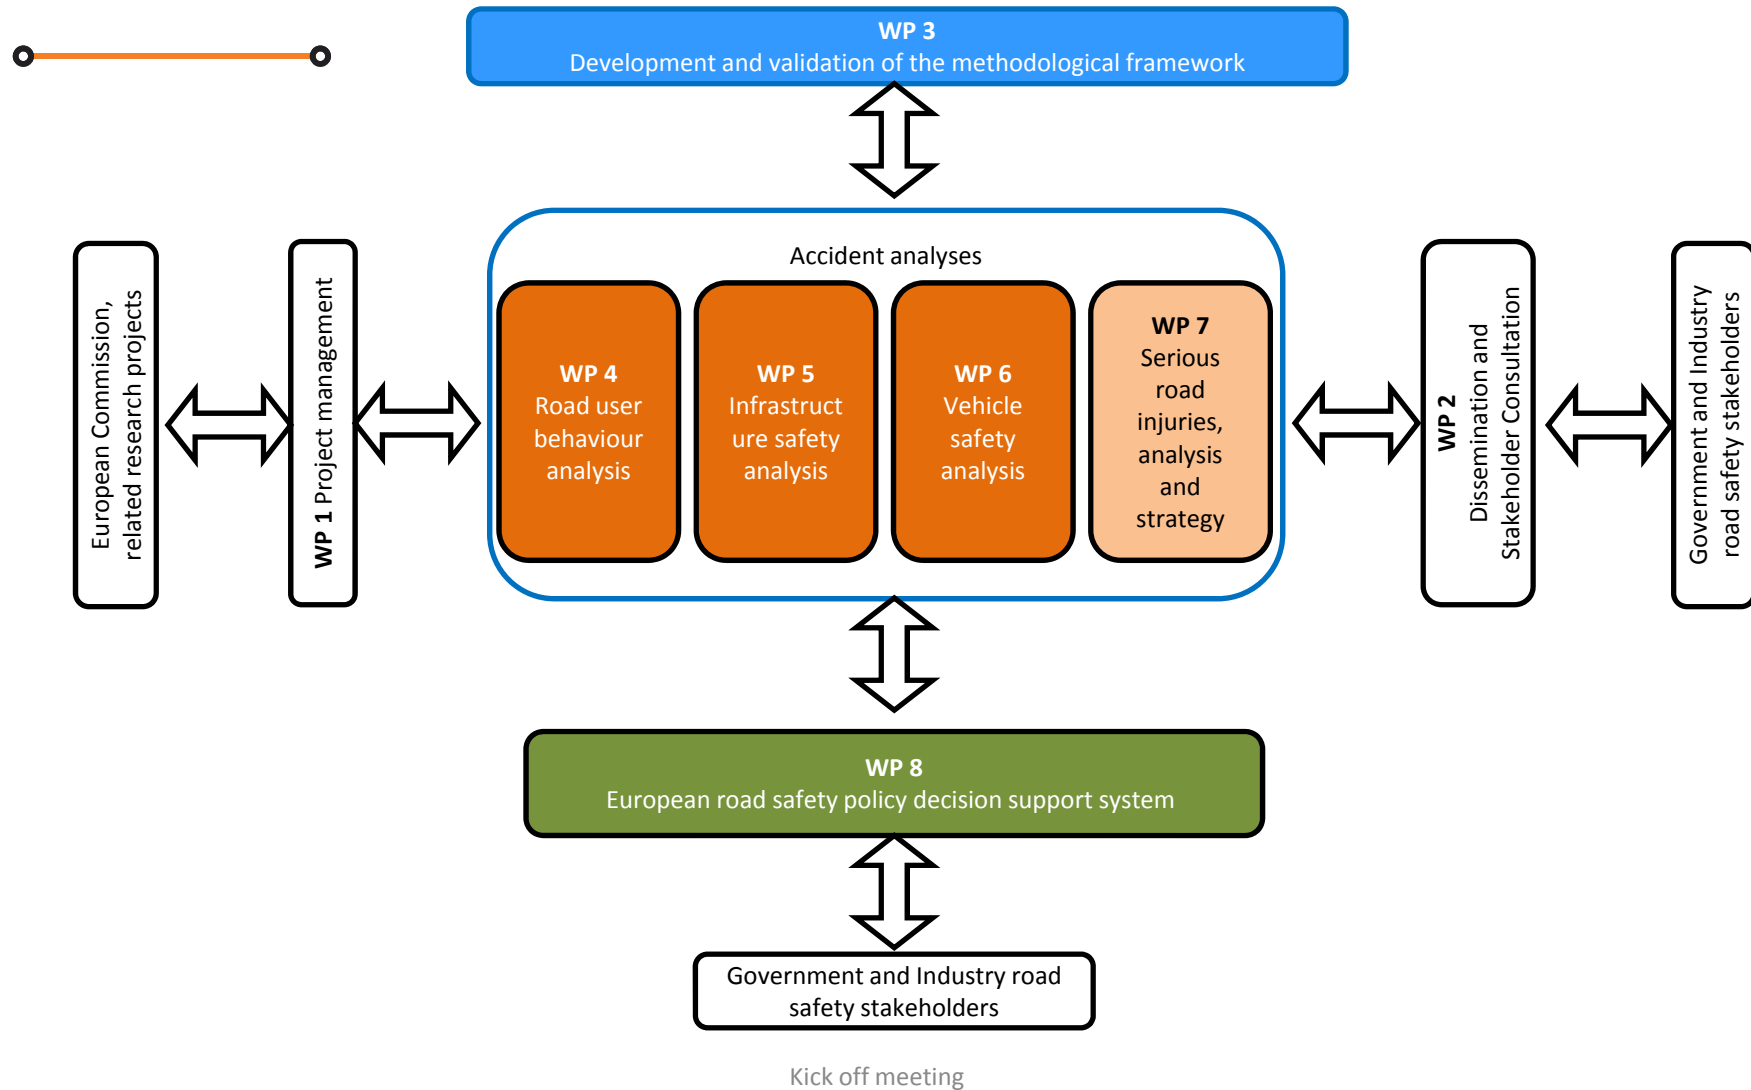 WP 3
Development and validation of the methodological framework
European Commission,
related research projects
WP 1 Project management
Accident analyses
WP 4
Road user
behaviour
analysis
WP 5
Infrastruct
ure safety
analysis
WP 6
Vehicle
safety
analysis
WP 7
Serious
road
injuries,
analysis
and
strategy
WP 2
Dissemination and
Stakeholder Consultation
Government and Industry
road safety stakeholders
WP 8
European road safety policy decision support system
Government and Industry road
safety stakeholders
Kick off meeting